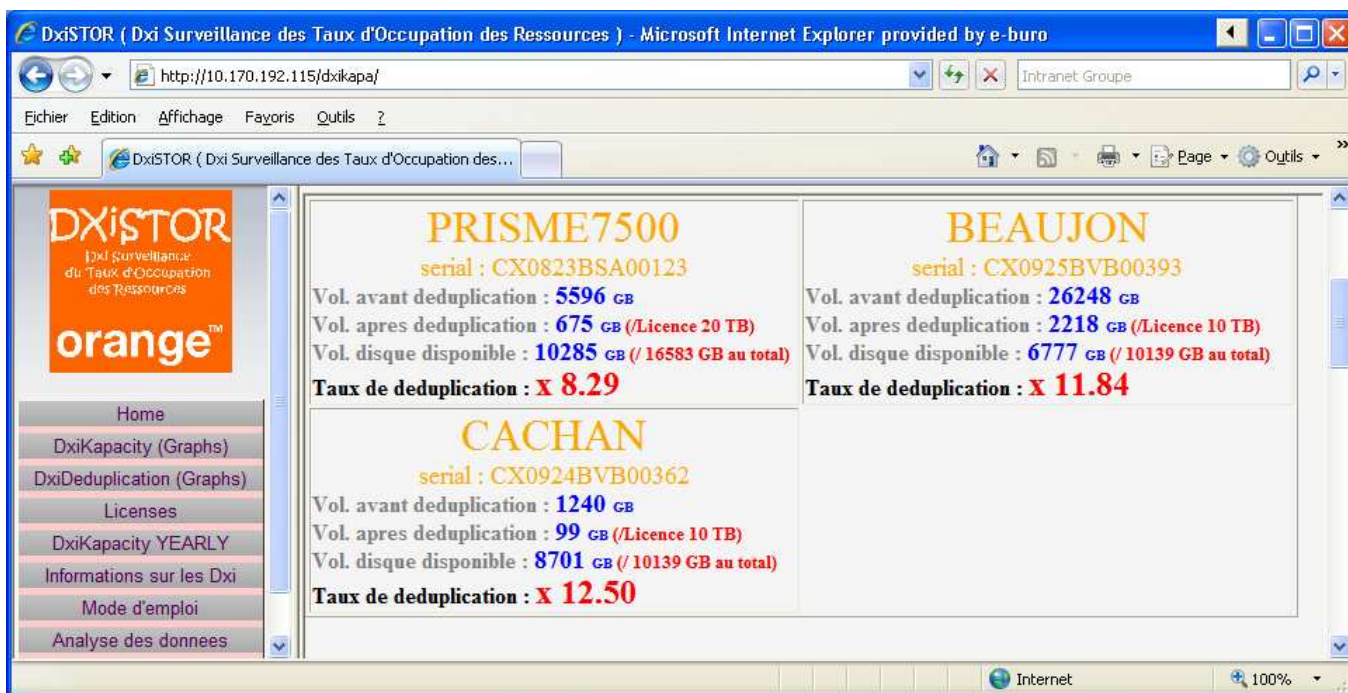 DxiSTOR ( Dxi Surveillance des Taux d'Occupation des Ressources ) - Microsoft Internet Explorer provided by e-buro
http://10.170.192.115/dxikapa/
Intranet Groupe
Fichier Edition Affichage Favoris Outils ?
DxiSTOR ( Dxi Surveillance des Taux d'Occupation des...
Page
Outils
»
DXiSTOR
Dxi Surveillance
du Taux d'Occupation
des Ressources
orange™
Home
DxiKapacity (Graphs)
DxiDeduplication (Graphs)
Licenses
DxiKapacity YEARLY
Informations sur les Dxi
Mode d'emploi
Analyse des donnees
PRISME7500
serial : CX0823BSA00123
Vol. avant deduplication : 5596 GB
Vol. apres deduplication : 675 GB (/Licence 20 TB)
Vol. disque disponible : 10285 GB (/ 16583 GB au total)
Taux de deduplication : x 8.29
BEAUJON
serial : CX0925BVB00393
Vol. avant deduplication : 26248 GB
Vol. apres deduplication : 2218 GB (/Licence 10 TB)
Vol. disque disponible : 6777 GB (/ 10139 GB au total)
Taux de deduplication : x 11.84
CACHAN
serial : CX0924BVB00362
Vol. avant deduplication : 1240 GB
Vol. apres deduplication : 99 GB (/Licence 10 TB)
Vol. disque disponible : 8701 GB (/ 10139 GB au total)
Taux de deduplication : x 12.50
Internet
100%